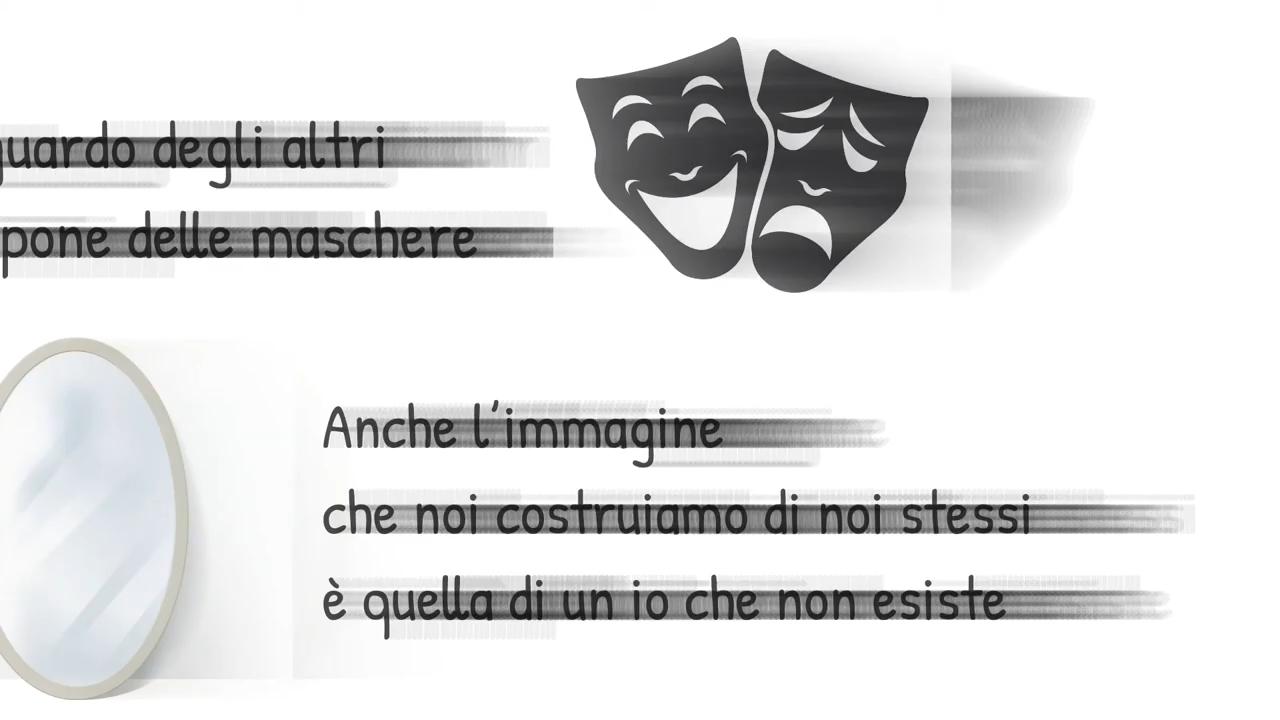 guardo degli altri
pone delle maschere
Anche l'immagine
che noi costruiamo di noi stessi
è quella di un io che non esiste